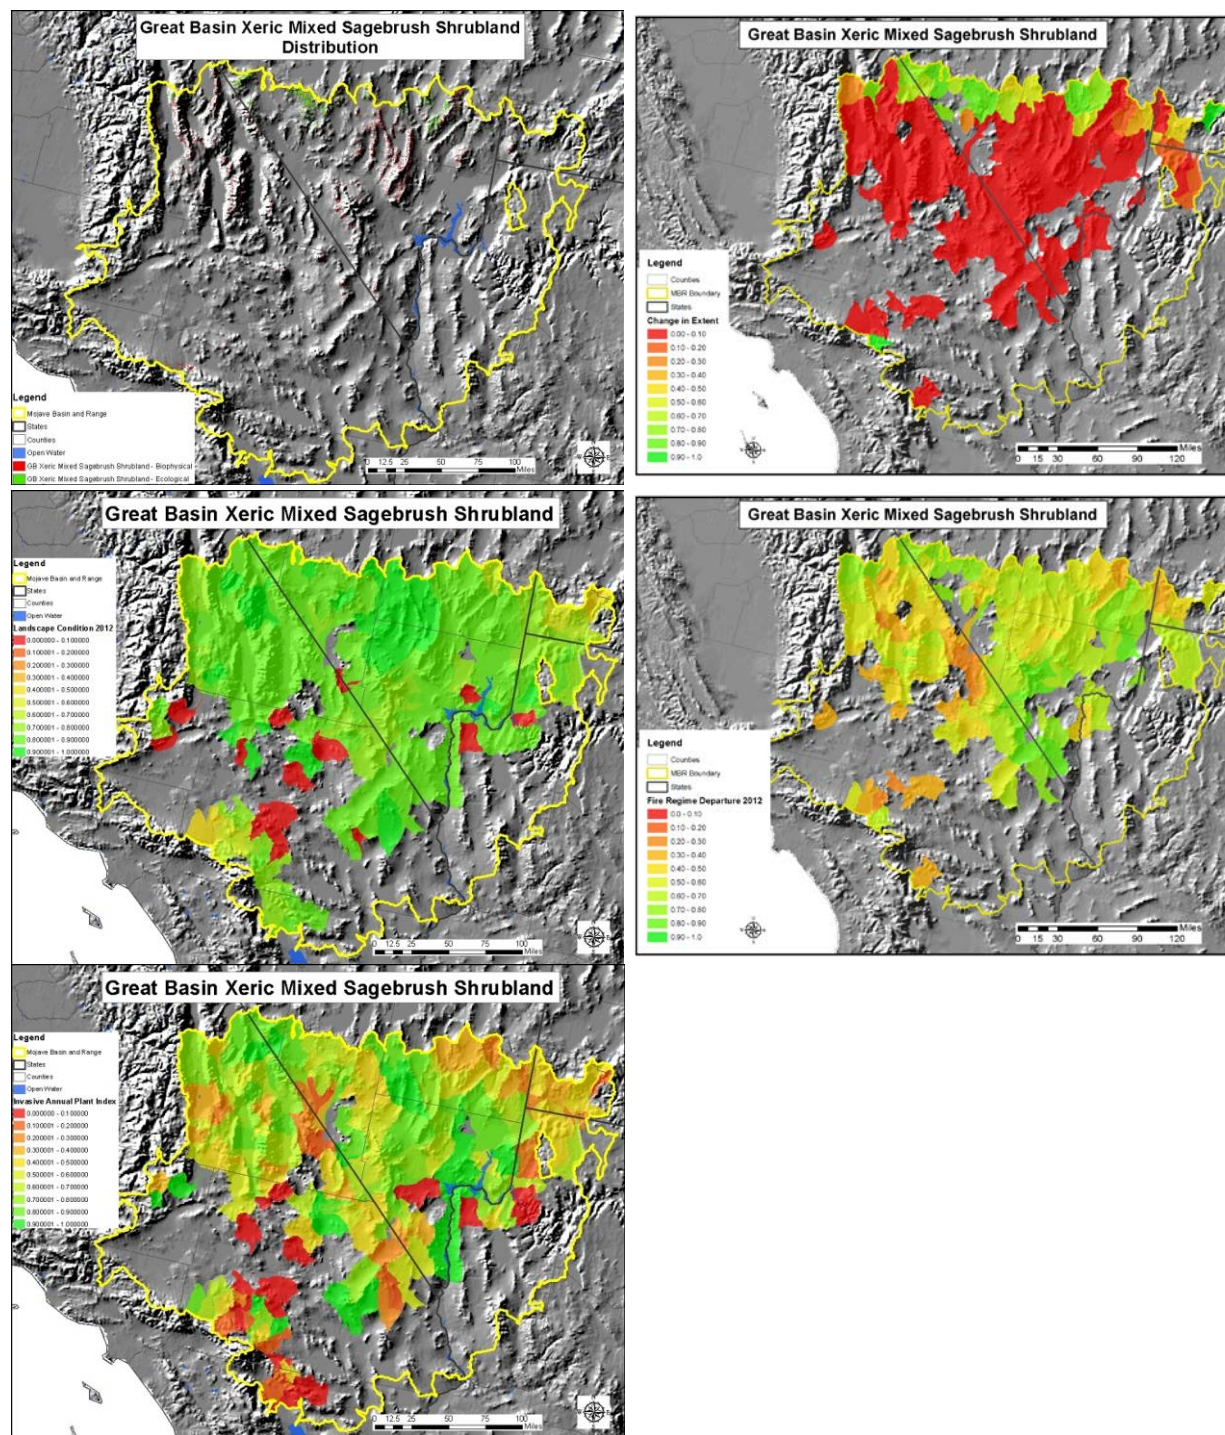 Great Basin Xeric Mixed Sagebrush Shrubland
Distribution
Legend
Mojave Basin and Range
States
Counties
Open Water
GB Xeric Mixed Sagebrush Shrubland - Biophysical
GB Xeric Mixed Sagebrush Shrubland - Ecological
0 12.5 25 50 75 100
Miles
Great Basin Xeric Mixed Sagebrush Shrubland
Legend
Counties
MBR Boundary
States
Change in Extent
0.00 - 0.10
0.10 - 0.20
0.20 - 0.30
0.30 - 0.40
0.40 - 0.50
0.50 - 0.60
0.60 - 0.70
0.70 - 0.80
0.80 - 0.90
0.90 - 1.0
Miles
0 15 30 60 90 120
Great Basin Xeric Mixed Sagebrush Shrubland
Legend
Mojave Basin and Range
States
Counties
Open Water
Landscape Condition 2012
0.000000 - 0.100000
0.100001 - 0.200000
0.200001 - 0.300000
0.300001 - 0.400000
0.400001 - 0.500000
0.500001 - 0.600000
0.600001 - 0.700000
0.700001 - 0.800000
0.800001 - 0.900000
0.900001 - 1.000000
0 12.5 25 50 75 100
Miles
Great Basin Xeric Mixed Sagebrush Shrubland
Legend
Counties
MBR Boundary
States
Fire Regime Departure 2012
0.0 - 0.10
0.10 - 0.20
0.20 - 0.30
0.30 - 0.40
0.40 - 0.50
0.50 - 0.60
0.60 - 0.70
0.70 - 0.80
0.80 - 0.90
0.90 - 1.0
Miles
0 15 30 60 90 120
Great Basin Xeric Mixed Sagebrush Shrubland
Legend
Mojave Basin and Range
States
Counties
Open Water
Invasive Annual Plant Index
0.000000 - 0.100000
0.100001 - 0.200000
0.200001 - 0.300000
0.300001 - 0.400000
0.400001 - 0.500000
0.500001 - 0.600000
0.600001 - 0.700000
0.700001 - 0.800000
0.800001 - 0.900000
0.900001 - 1.000000
0 12.5 25 50 75 100
Miles